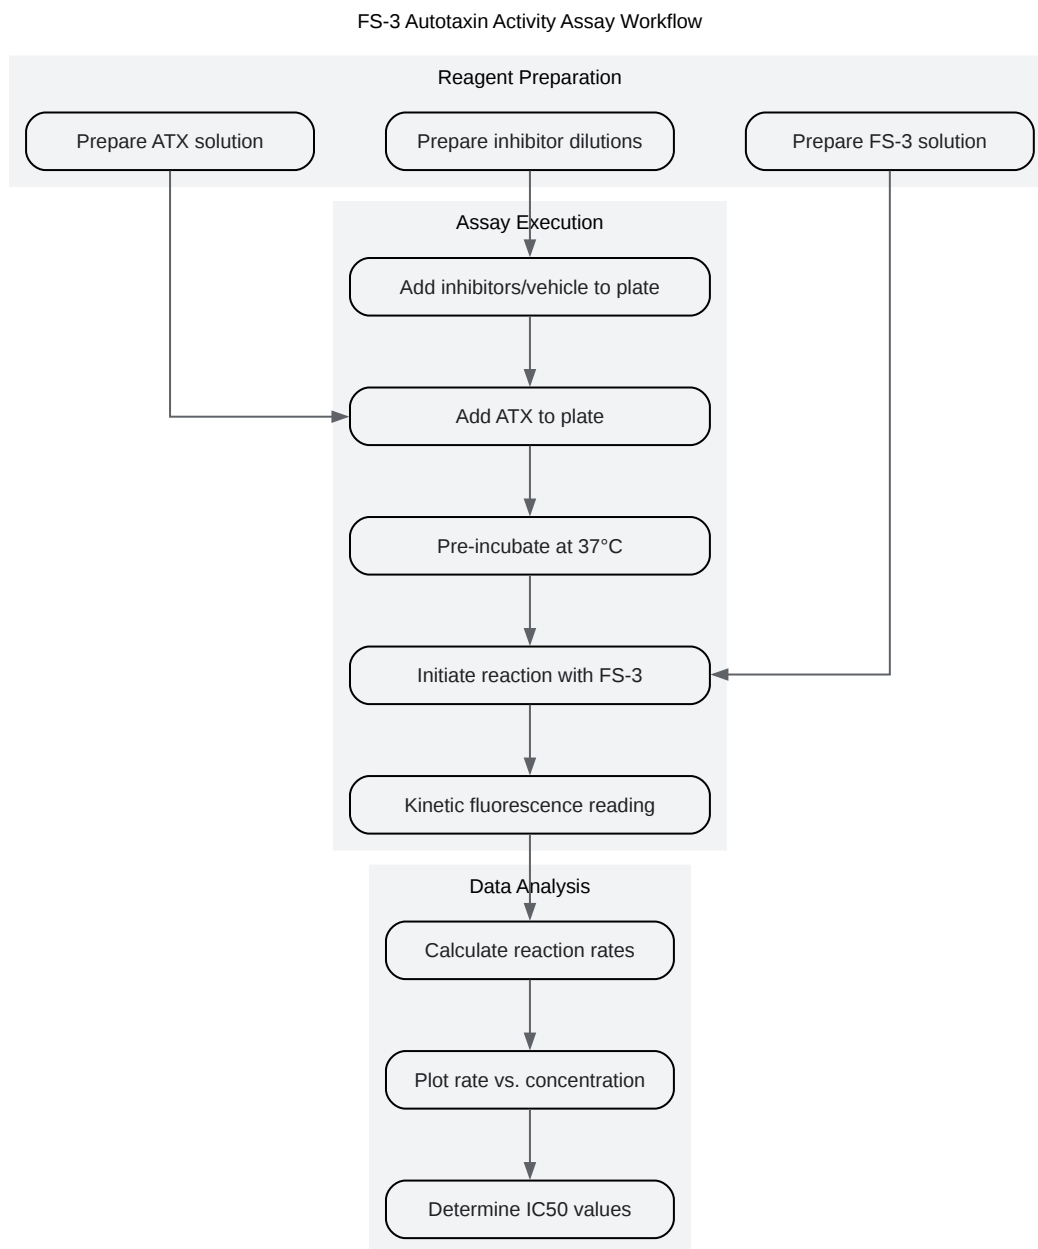 FS-3 Autotaxin Activity Assay Workflow
Reagent Preparation
Prepare ATX solution
Prepare inhibitor dilutions
Prepare FS-3 solution
Assay Execution
Add inhibitors/vehicle to plate
Add ATX to plate
Pre-incubate at 37°C
Initiate reaction with FS-3
Kinetic fluorescence reading
Data Analysis
Calculate reaction rates
Plot rate vs. concentration
Determine IC50 values